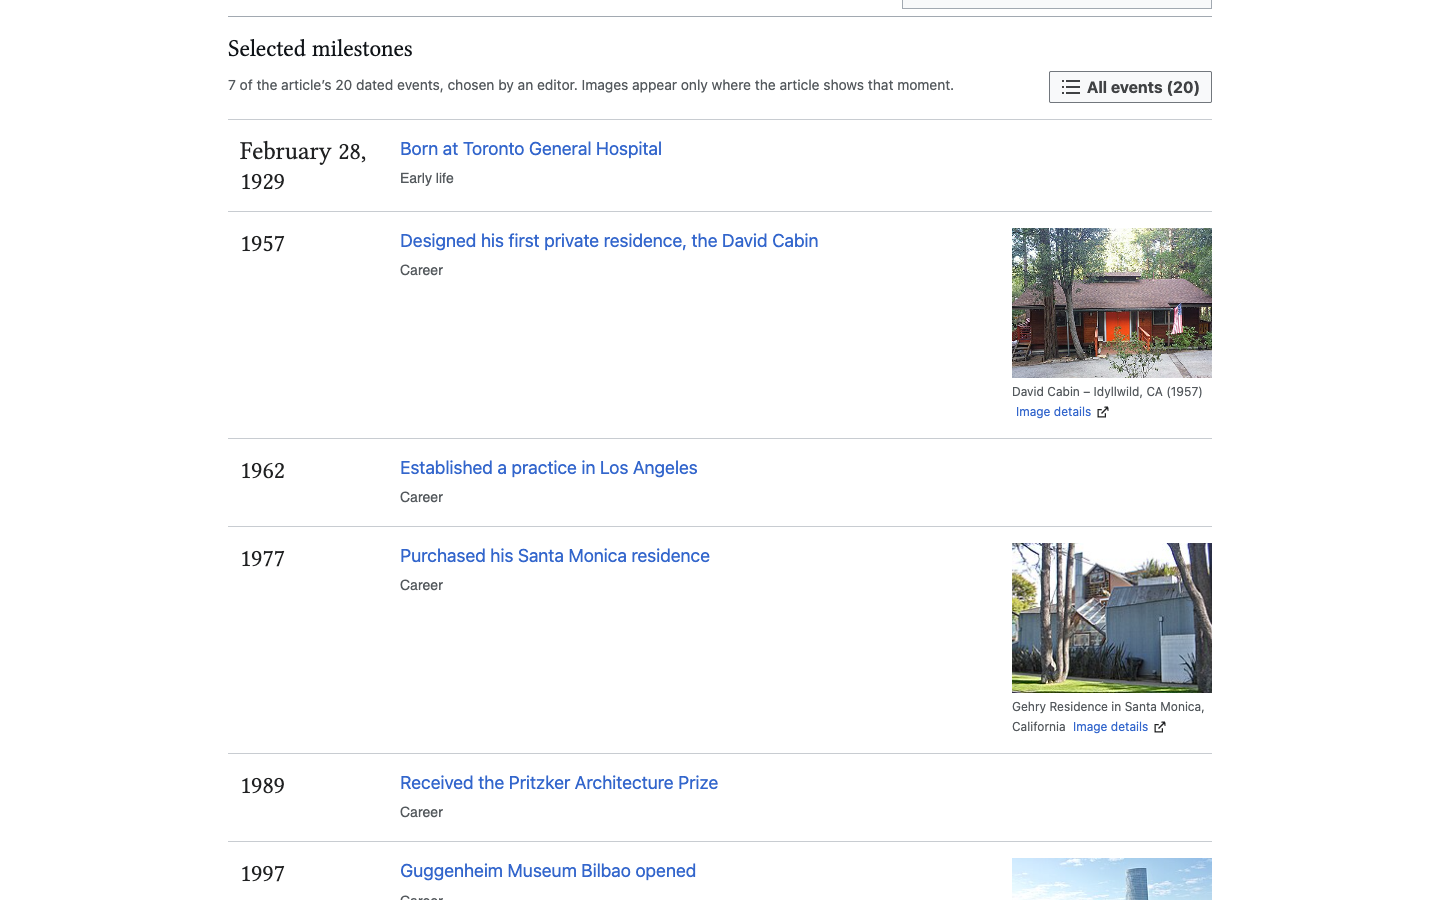 Selected milestones
7 of the article’s 20 dated events, chosen by an editor. Images appear only where the article shows that moment.
All events (20)
February 28,
1929
Born at Toronto General Hospital
Early life
1957
Designed his first private residence, the David Cabin
Career
David Cabin – Idyllwild, CA (1957)
Image details
1962
Established a practice in Los Angeles
Career
1977
Purchased his Santa Monica residence
Career
Gehry Residence in Santa Monica,
California Image details
1989
Received the Pritzker Architecture Prize
Career
1997
Guggenheim Museum Bilbao opened
Career